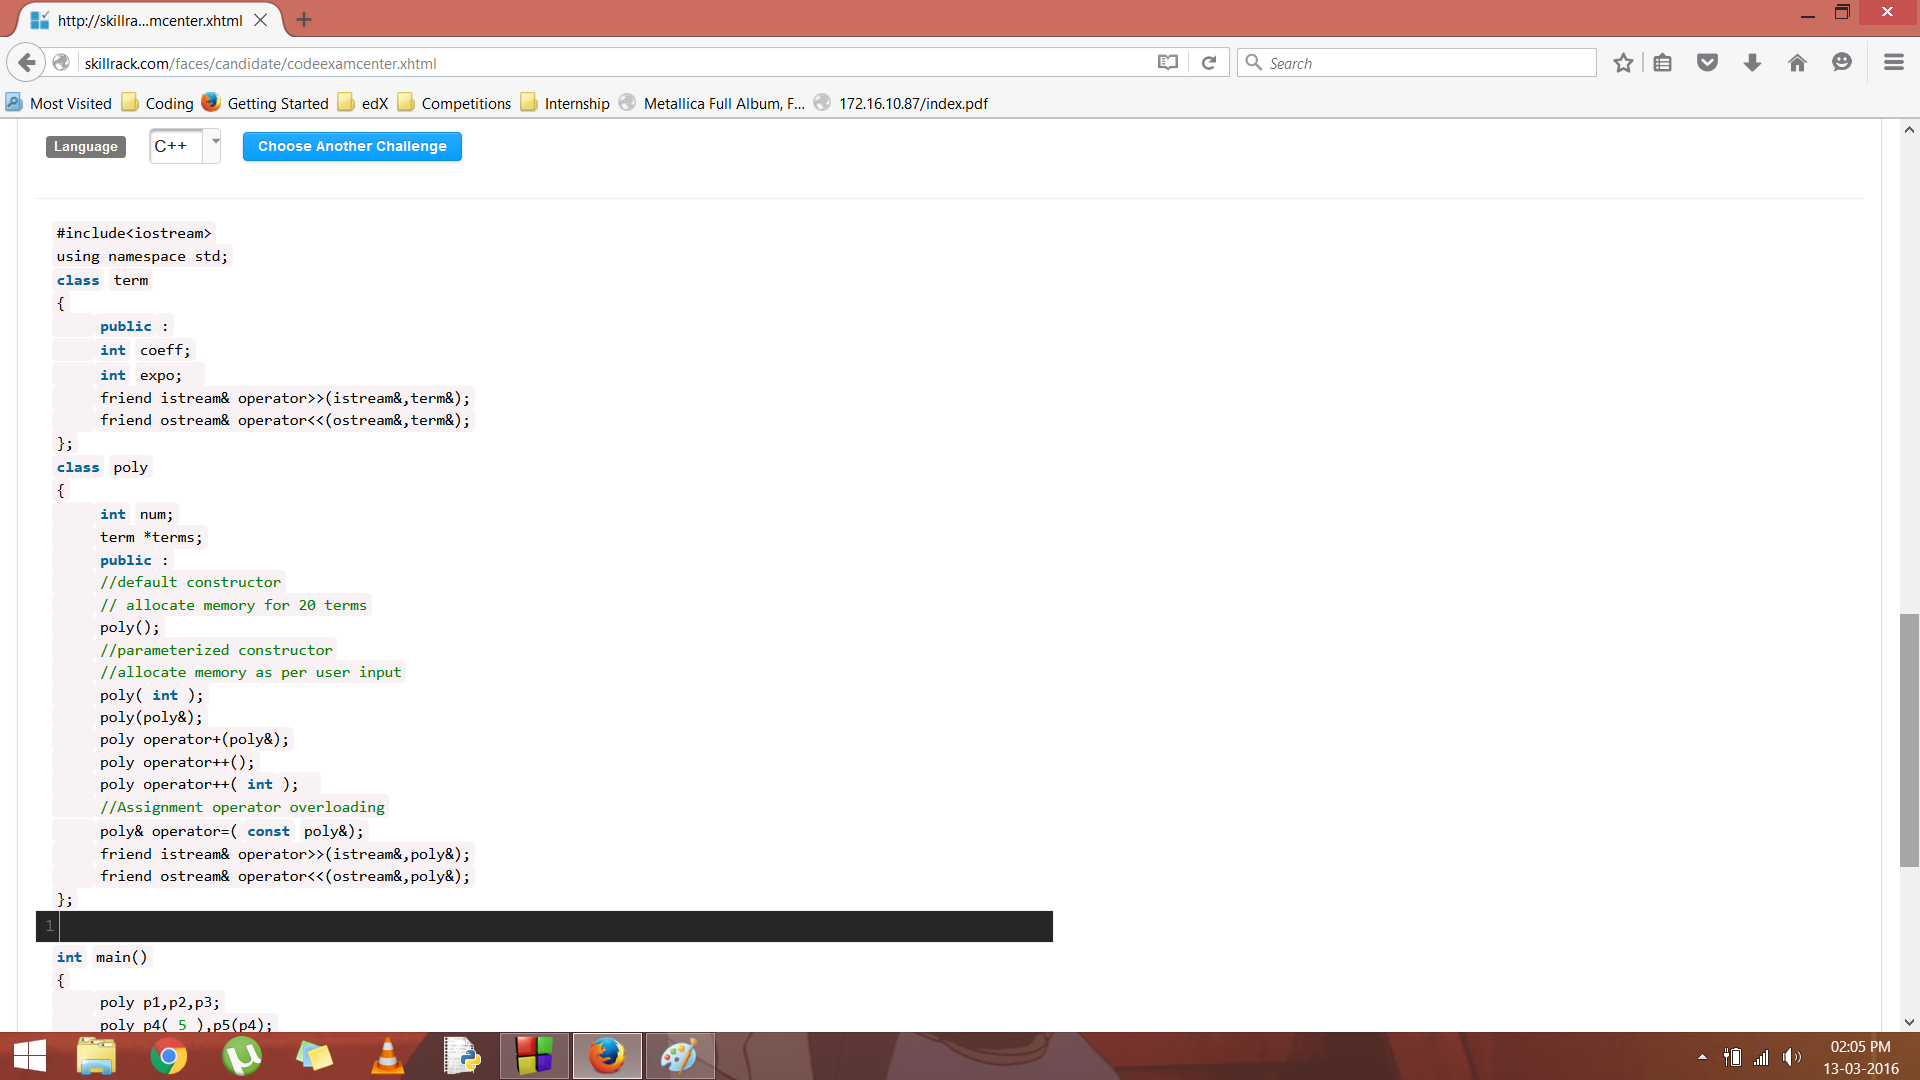 http://skillra...mcenter.xhtml
skillrack.com/faces/candidate/codeexamcenter.xhtml
Search
Most Visited Coding Getting Started edX Competitions Internship Metallica Full Album, F... 172.16.10.87/index.pdf
Language C++ Choose Another Challenge
#include<iostream>
using namespace std;
class term
{
public :
int coeff;
int expo;
friend istream& operator>>(istream&,term&);
friend ostream& operator<<(ostream&,term&);
};
class poly
{
int num;
term *terms;
public :
//default constructor
// allocate memory for 20 terms
poly();
//parameterized constructor
//allocate memory as per user input
poly( int );
poly(poly&);
poly operator+(poly&);
poly operator++();
poly operator++( int );
//Assignment operator overloading
poly& operator=( const poly&);
friend istream& operator>>(istream&,poly&);
friend ostream& operator<<(ostream&,poly&);
};
1
int main()
{
poly p1,p2,p3;
poly p4( 5 ),p5(p4);
02:05 PM
13-03-2016